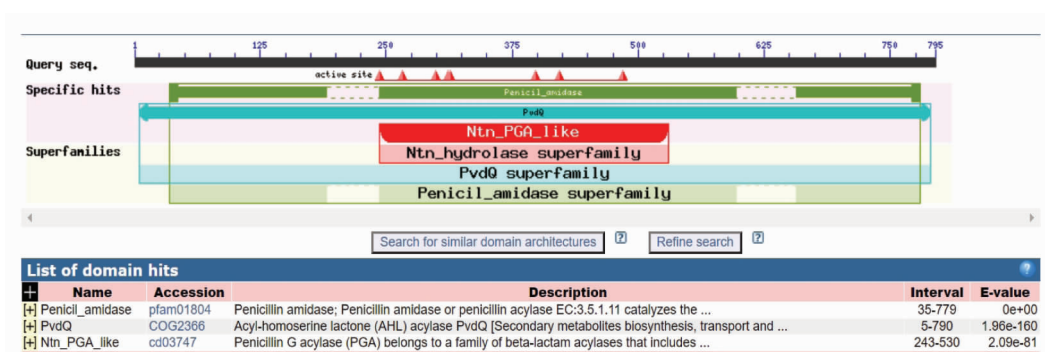 1 125 250 375 500 625 750 795
Query seq.
active site
Specific hits
Penicil_amidase
PvdQ
Ntn_PGA_like
Superfamilies
Ntn_hydrolase superfamily
PvdQ superfamily
Penicil_amidase superfamily
Search for similar domain architectures ? Refine search ?
List of domain hits ?
+ Name Accession Description Interval E-value
[+] Penicil_amidase pfam01804 Penicillin amidase; Penicillin amidase or penicillin acylase EC:3.5.1.11 catalyzes the ... 35-779 0e+00
[+] PvdQ COG2366 Acyl-homoserine lactone (AHL) acylase PvdQ [Secondary metabolites biosynthesis, transport and ... 5-790 1.96e-160
[+] Ntn_PGA_like cd03747 Penicillin G acylase (PGA) belongs to a family of beta-lactam acylases that includes ... 243-530 2.09e-81